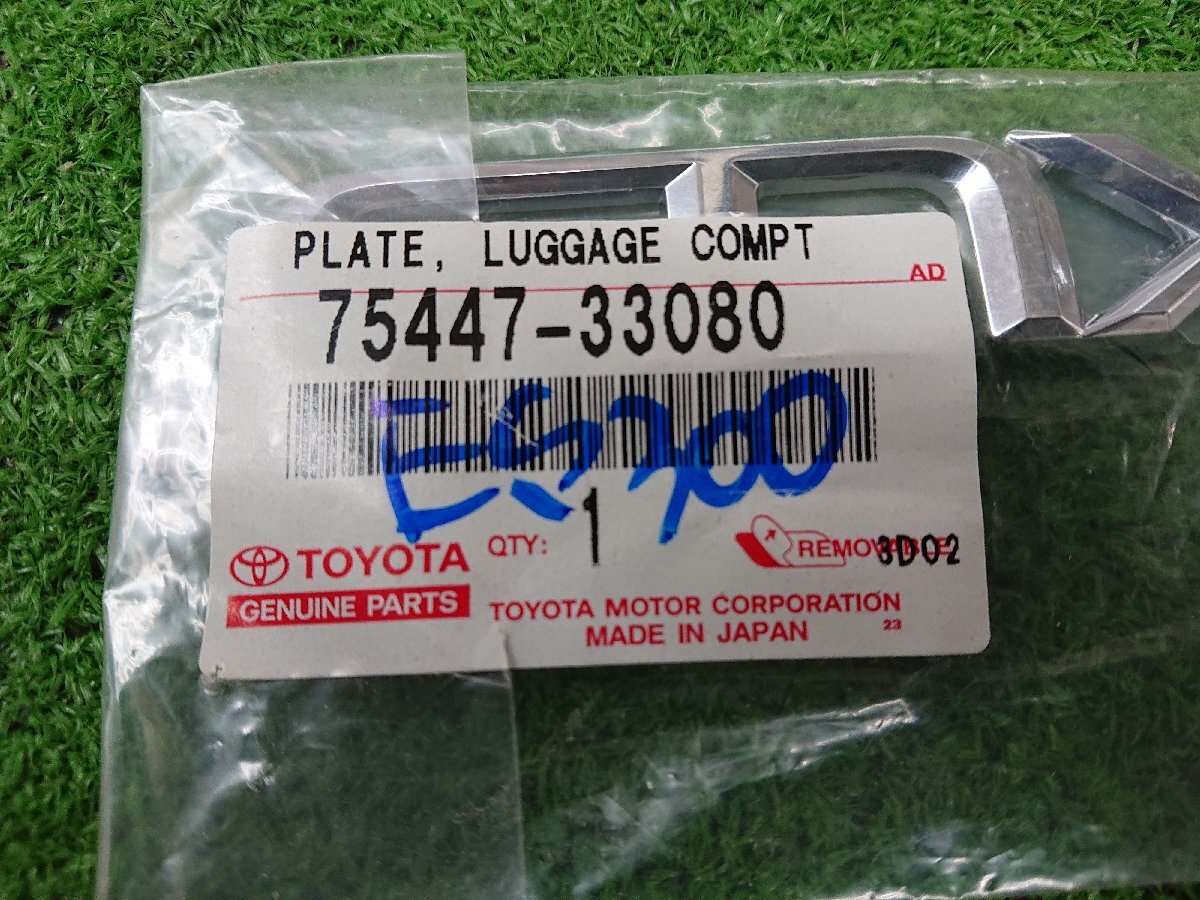 PLATE, LUGGAGE COMPT
AD
75447-33080
ES300
QTY: 1
TOYOTA
GENUINE PARTS
REMOVABLE 3D02
TOYOTA MOTOR CORPORATION
MADE IN JAPAN 23